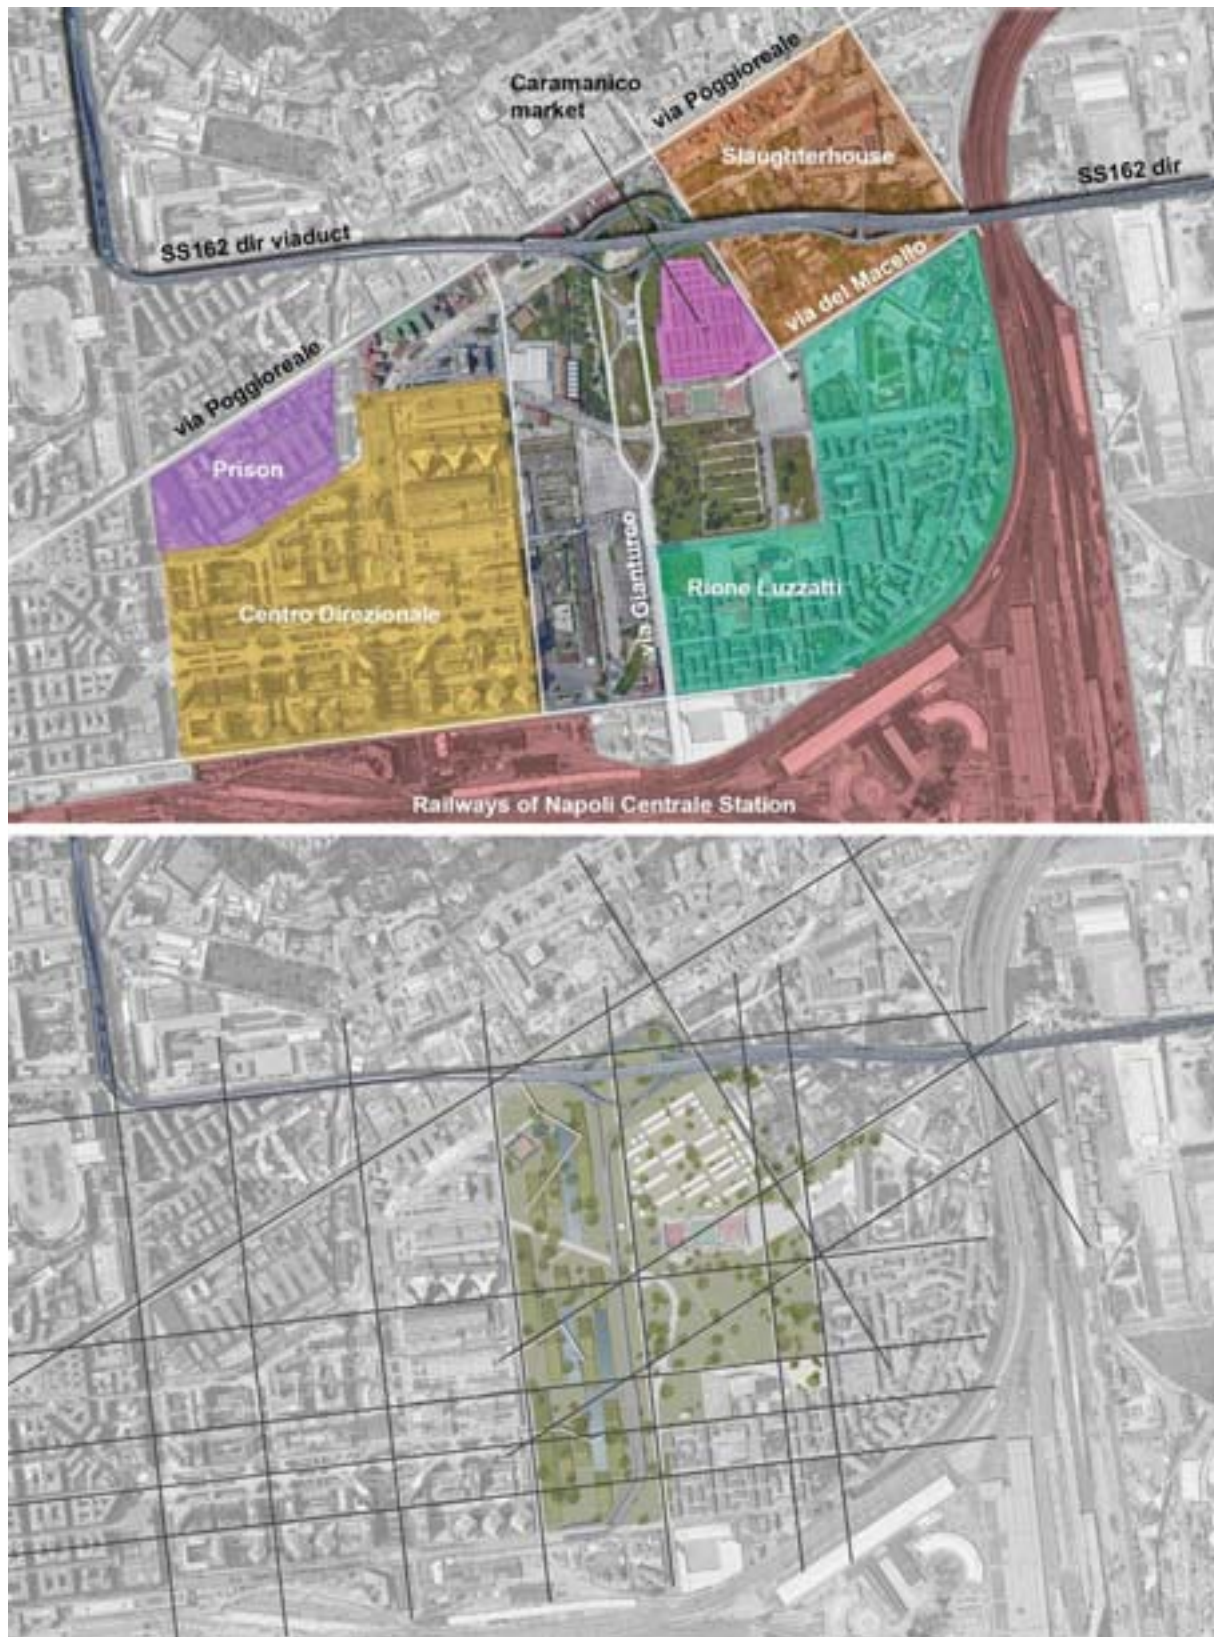 Caramanico
market
via Poggioreale
Slaughterhouse
SS162 dir
SS162 dir viaduct
via del Macello
via Poggioreale
Prison
via Gianturco
Rione Luzzatti
Centro Direzionale
Railways of Napoli Centrale Station